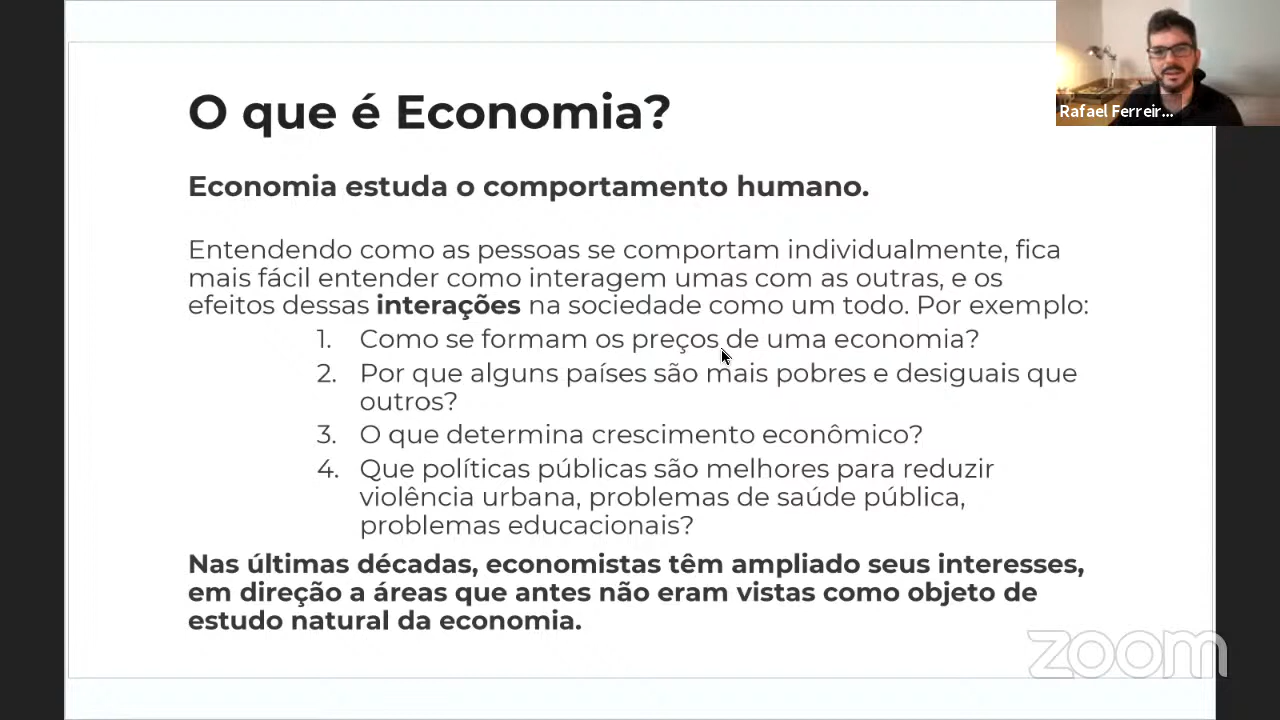 O que é Economia?
Rafael Ferreir...
Economia estuda o comportamento humano.
Entendendo como as pessoas se comportam individualmente, fica
mais fácil entender como interagem umas com as outras, e os
efeitos dessas interações na sociedade como um todo. Por exemplo:
1. Como se formam os preços de uma economia?
2. Por que alguns países são mais pobres e desiguais que
outros?
3. O que determina crescimento econômico?
4. Que políticas públicas são melhores para reduzir
violência urbana, problemas de saúde pública,
problemas educacionais?
Nas últimas décadas, economistas têm ampliado seus interesses,
em direção a áreas que antes não eram vistas como objeto de
estudo natural da economia.
zoom